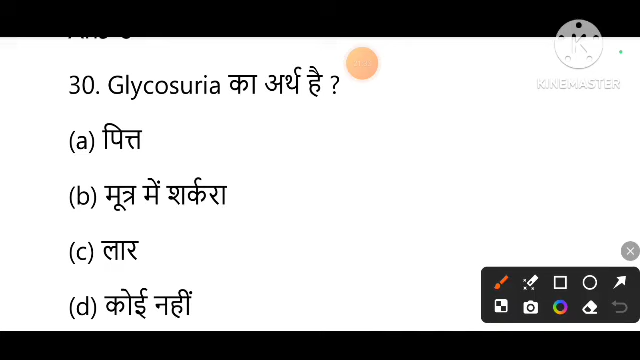 30. Glycosuria का अर्थ है ?
(a) पित्त
(b) मूत्र में शर्करा
(c) लार
(d) कोई नहीं
KINEMASTER